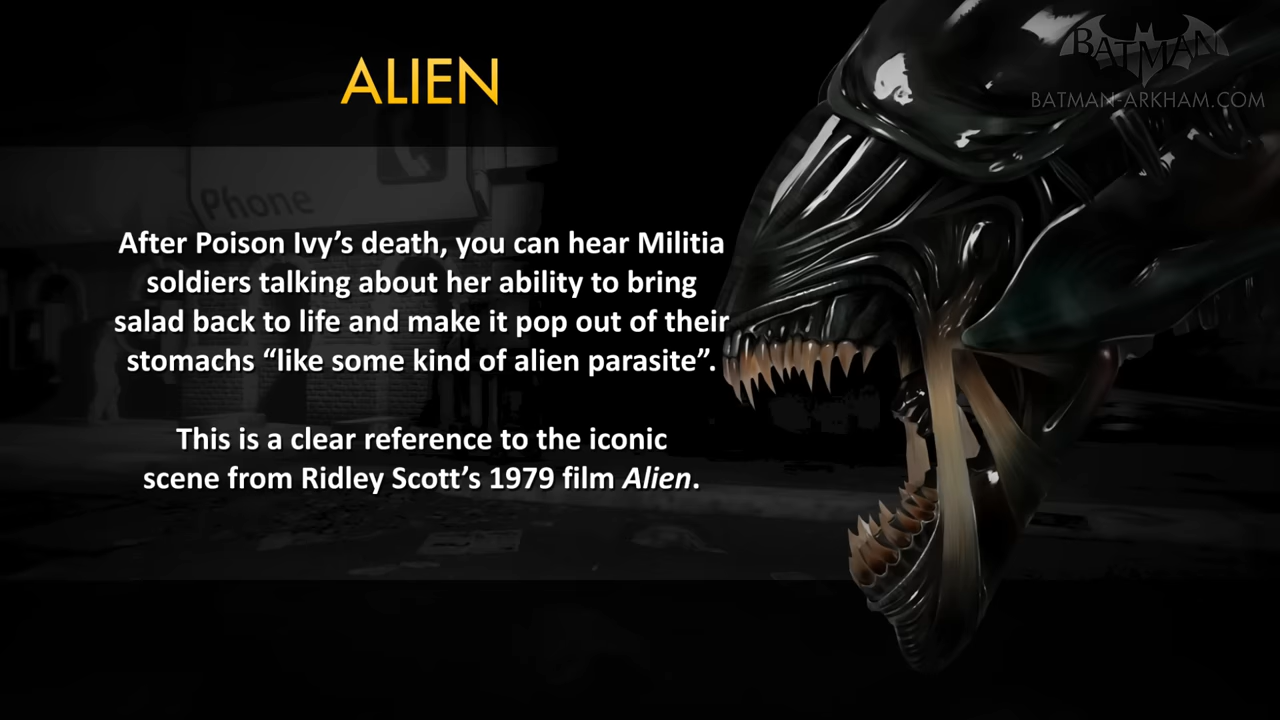 BATMAN
BATMAN-ARKHAM.COM
ALIEN
Phone
After Poison Ivy’s death, you can hear Militia
soldiers talking about her ability to bring
salad back to life and make it pop out of their
stomachs “like some kind of alien parasite”.
This is a clear reference to the iconic
scene from Ridley Scott’s 1979 film Alien.